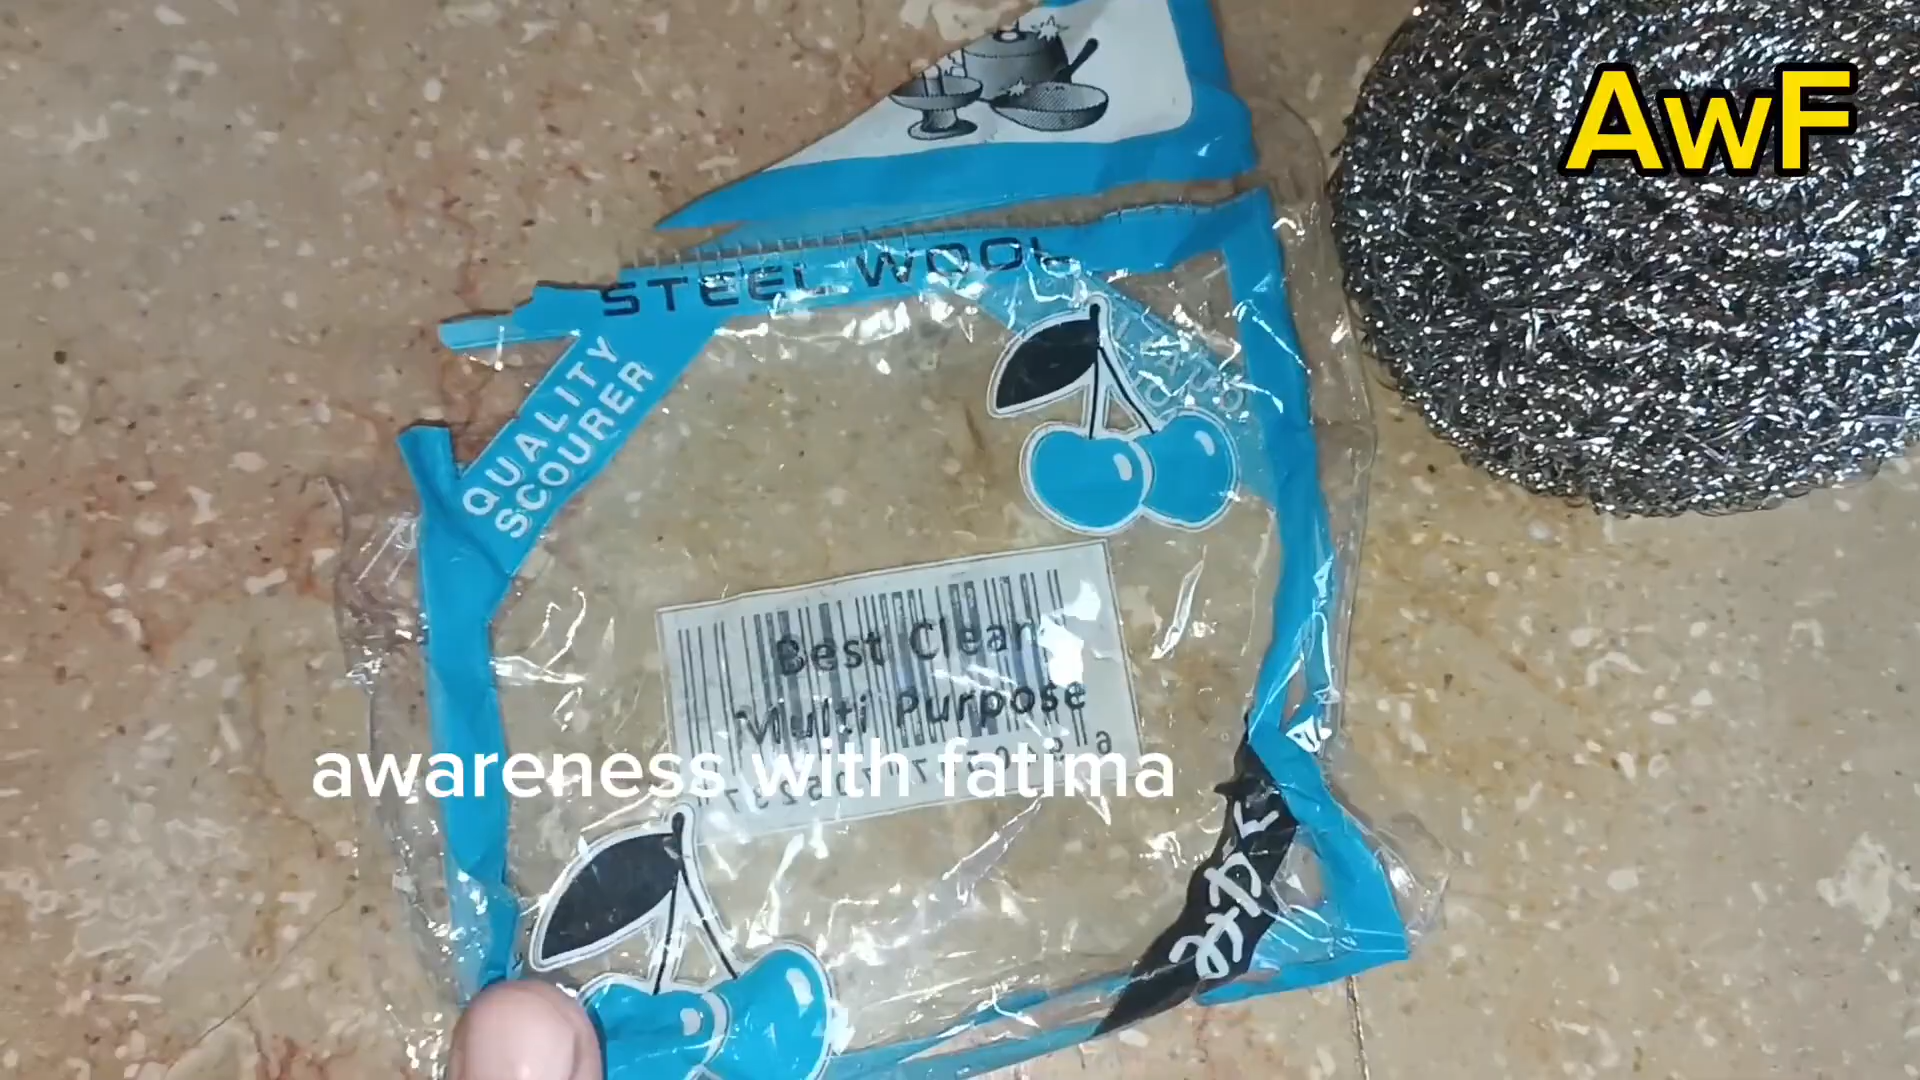 AwF
STEEL WOOL
QUALITY
SCOURER
Best Clean
Multi Purpose
awareness with fatima